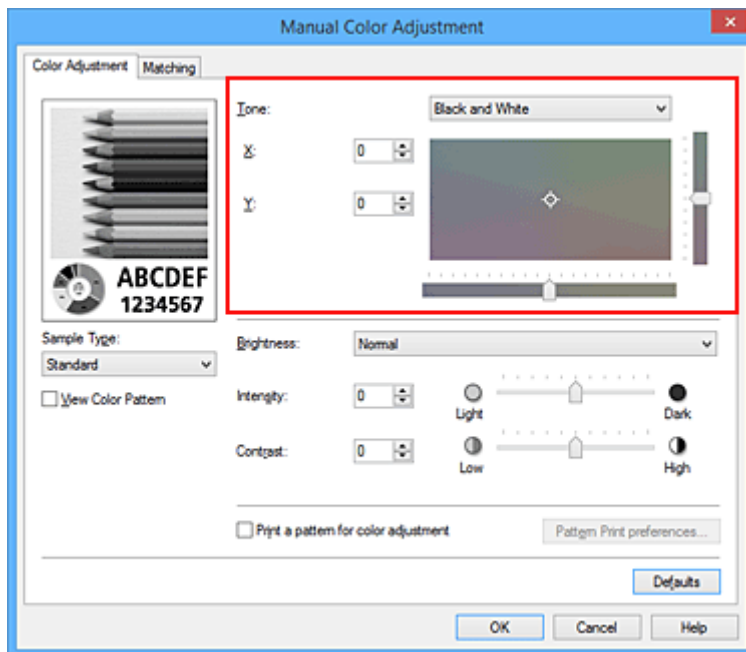 Manual Color Adjustment
Color Adjustment
Matching
Tone:
Black and White
X:
0
Y:
0
ABCDEF
1234567
Sample Type:
Standard
View Color Pattern
Brightness:
Normal
Intensity:
0
Light
Dark
Contrast:
0
Low
High
Print a pattern for color adjustment
Pattern Print preferences...
Defaults
OK
Cancel
Help